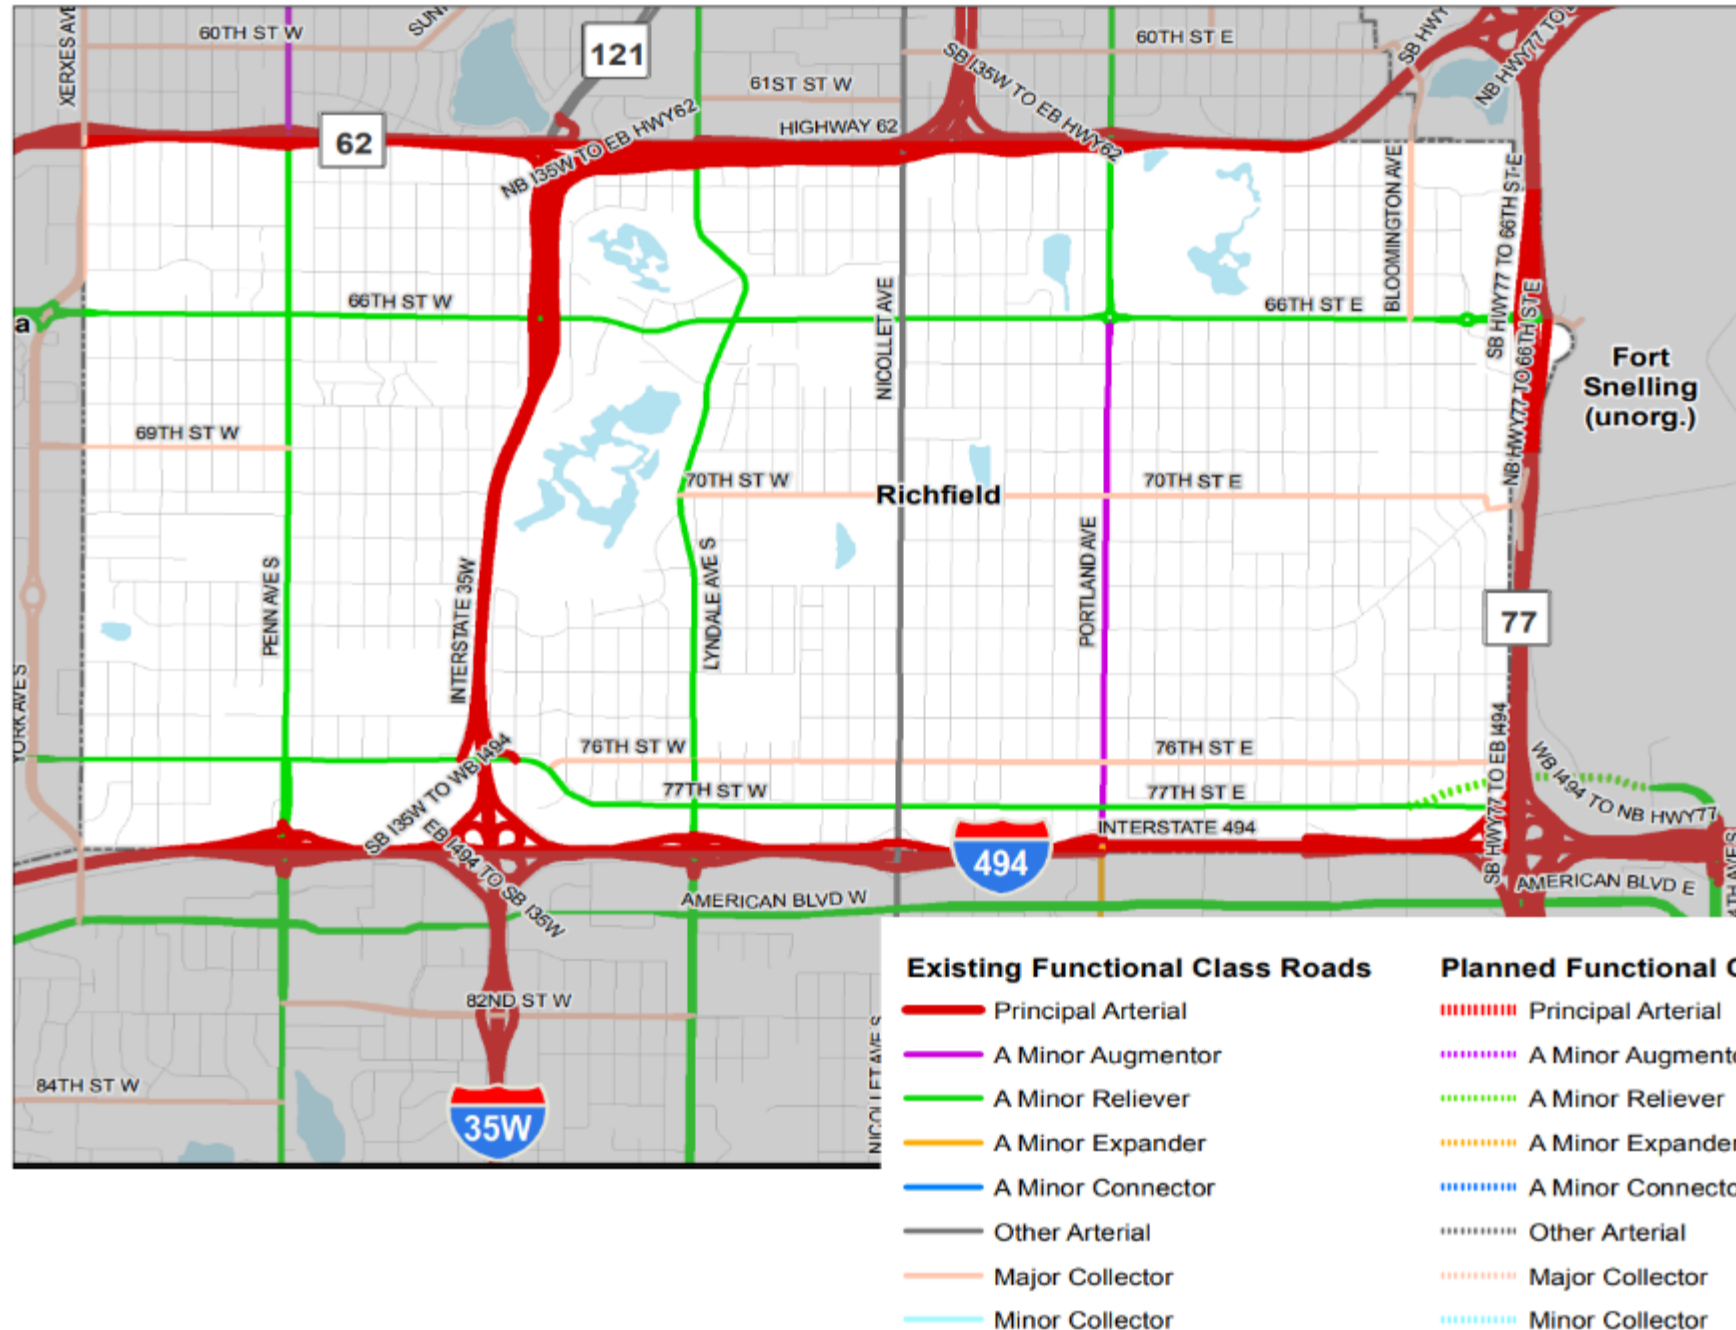 XERXES AVE
60TH ST W
121
61ST ST W
60TH ST E
SB I35W TO EB HWY62
SB HWY
NB HWY77 TO
62
NB I35W TO EB HWY62
HIGHWAY 62
BLOOMINGTON AVE
SB HWY77 TO 66TH ST E
66TH ST W
NICOLLET AVE
66TH ST E
NB HWY77 TO 66TH ST E
a
Fort
Snelling
(unorg.)
69TH ST W
70TH ST W
Richfield
70TH ST E
PENN AVE S
INTERSTATE 35W
LYNDALE AVE S
PORTLAND AVE
77
YORK AVE S
76TH ST W
76TH ST E
SB I35W TO WB I494
77TH ST W
77TH ST E
SB HWY77 TO EB I494
WB I494 TO NB HWY77
EB I494 TO SB I35W
INTERSTATE 494
494
AMERICAN BLVD W
AMERICAN BLVD E
82ND ST W
84TH ST W
35W
NICOLLET AVE S
Existing Functional Class Roads
Principal Arterial
A Minor Augmentor
A Minor Reliever
A Minor Expander
A Minor Connector
Other Arterial
Major Collector
Minor Collector
Planned Functional
Principal Arterial
A Minor Augmento
A Minor Reliever
A Minor Expander
A Minor Connecto
Other Arterial
Major Collector
Minor Collector